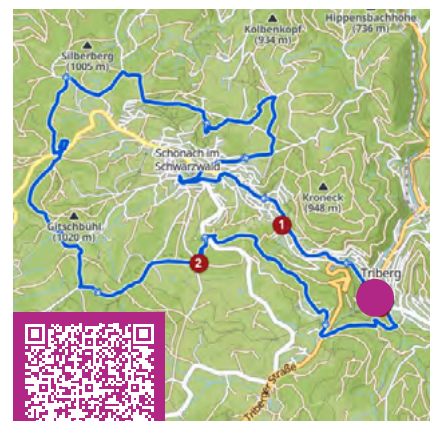 Hippensbachhöhe
(736 m)
Kolbenkopf
(934 m)
Silberberg
(1005 m)
Schonach im
Schwarzwald
Kroneck
(948 m)
1
Gitschbühl
(1020 m)
2
Triberg
Triberger Straße